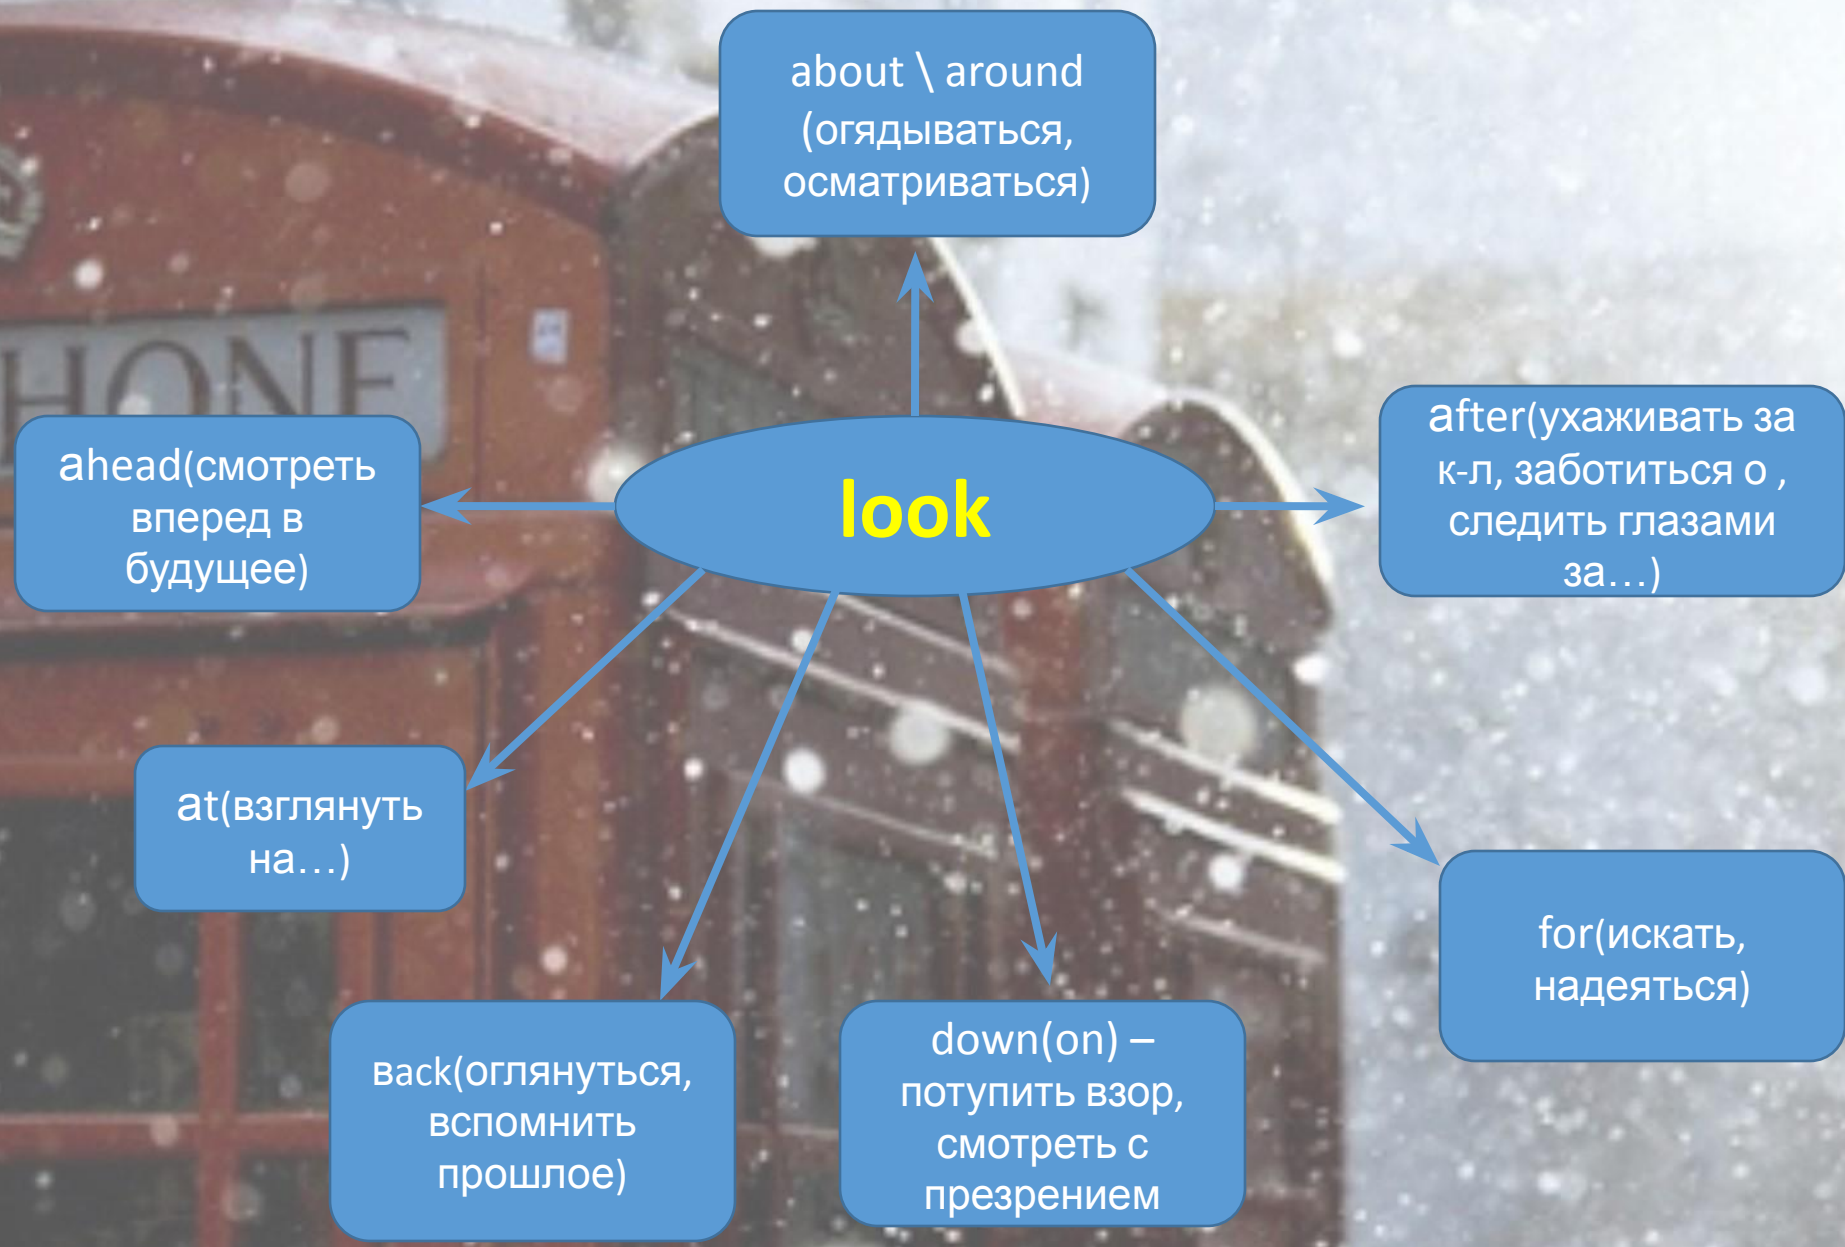 about \ around
(огядываться,
осматриваться)
HONE
ahead(смотреть
вперед в
будущее)
look
after(ухаживать за
к-л, заботиться о ,
следить глазами
за...)
at(взглянуть
на...)
for(искать,
надеяться)
вack(оглянуться,
вспомнить
прошлое)
down(on) –
потупить взор,
смотреть с
презрением